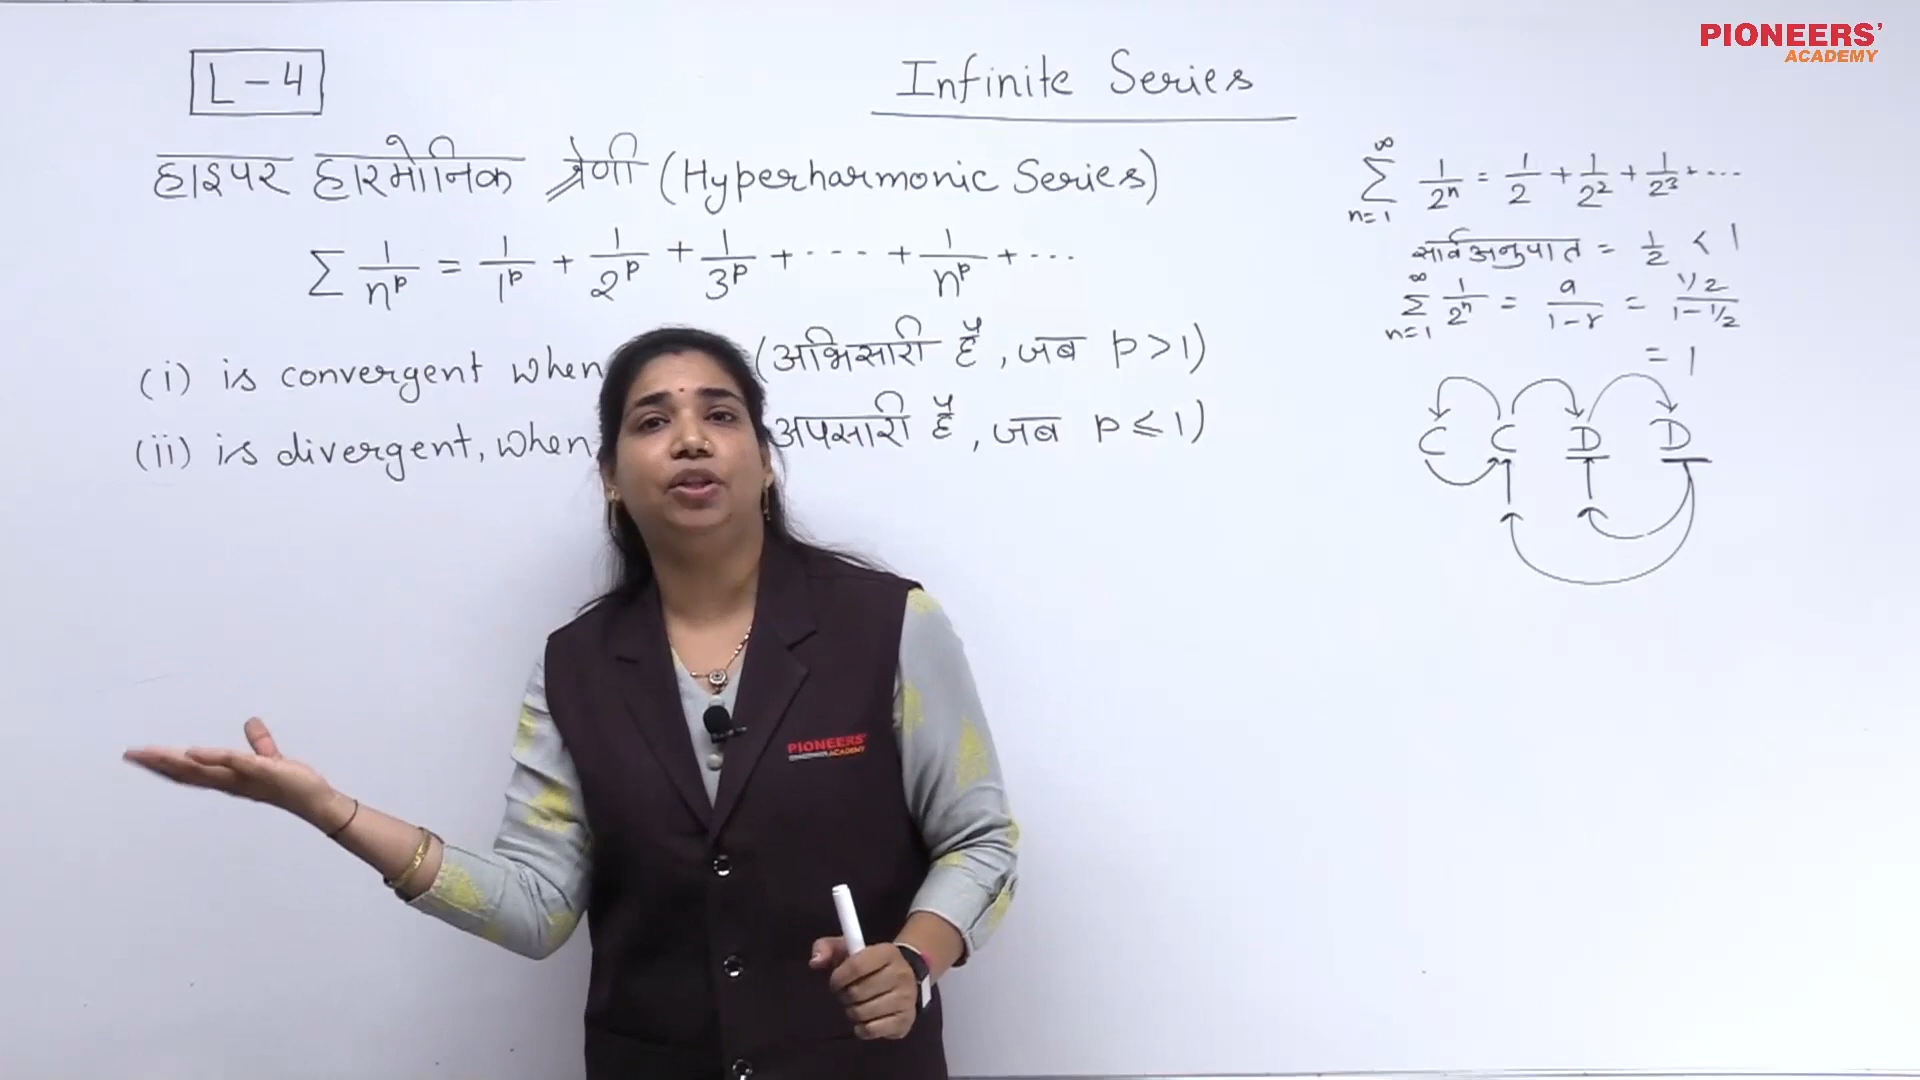 PIONEERS'
ACADEMY
L-4
Infinite Series
हाइपर हारमोनिक श्रेणी (Hyperharmonic Series)
∑ 1/n^p = 1/1^p + 1/2^p + 1/3^p + ... + 1/n^p + ...
(i) is convergent when (अभिसारी है, जब p > 1)
(ii) is divergent, when अपसारी है, जब p ≤ 1)
∞
∑ 1/2^n = 1/2 + 1/2^2 + 1/2^3 + ...
n=1
सार्वअनुपात = 1/2 < 1
∞
∑ 1/2^n = a/1-r = 1/2/1-1/2
n=1
= 1
C C D D
PIONEERS'
ACADEMY